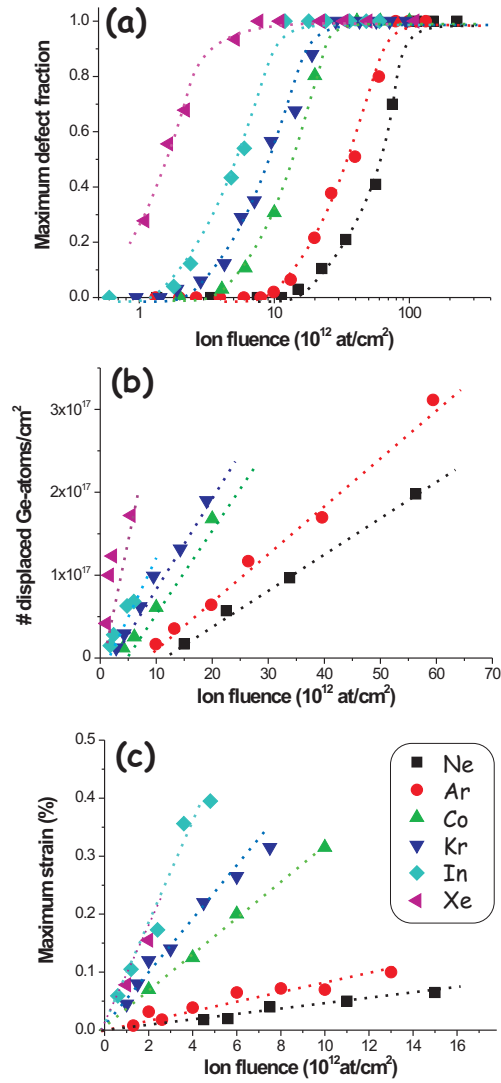 (a)
Maximum defect fraction
1.0
0.8
0.6
0.4
0.2
0.0
1 10 100
Ion fluence (10¹² at/cm²)
(b)
# displaced Ge-atoms/cm²
3x10¹⁷
2x10¹⁷
1x10¹⁷
0
0 10 20 30 40 50 60 70
Ion fluence (10¹² at/cm²)
(c)
Maximum strain (%)
0.5
0.4
0.3
0.2
0.1
0.0
0 2 4 6 8 10 12 14 16
Ion fluence (10¹²at/cm²)
Ne
Ar
Co
Kr
In
Xe